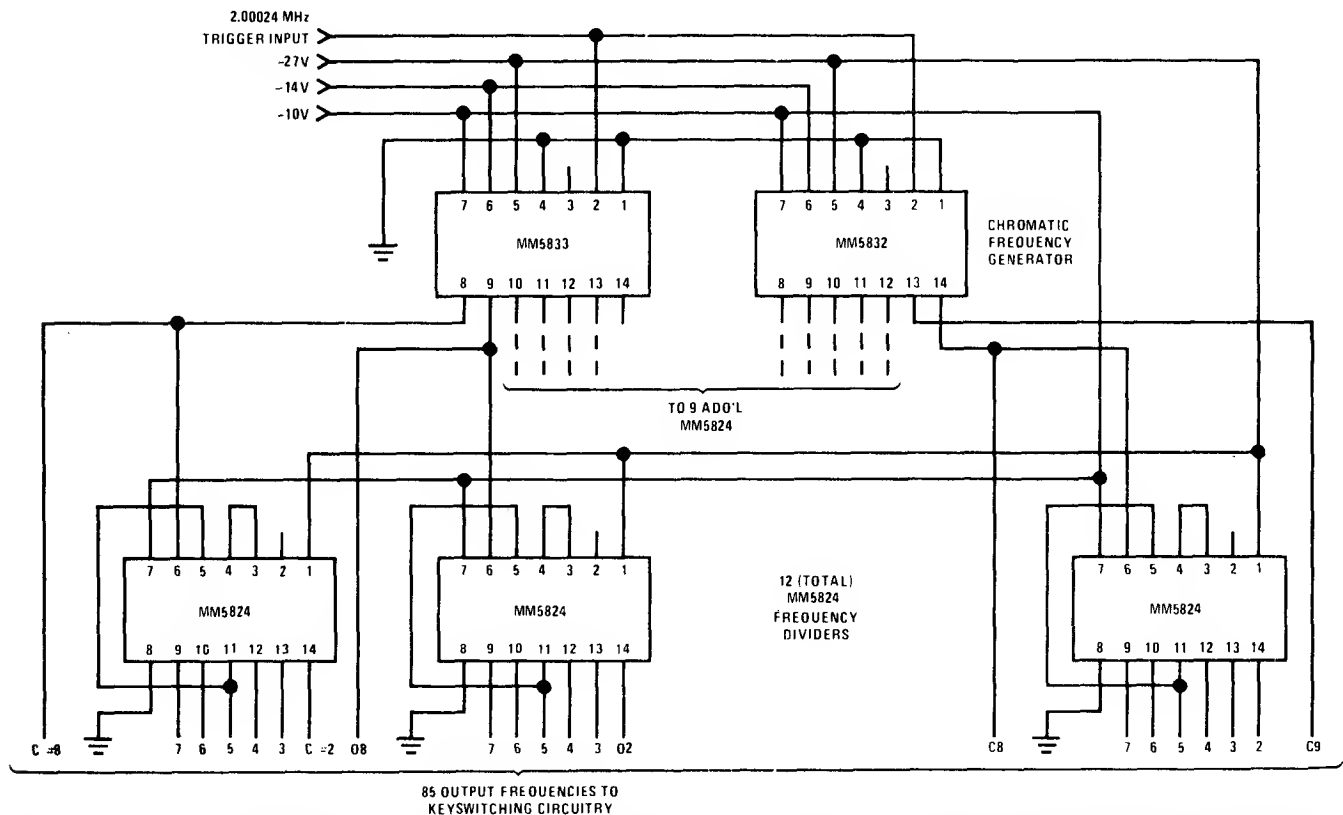 2.00024 MHz
TRIGGER INPUT
-27V
-14V
-10V
7 6 5 4 3 2 1
MM5833
8 9 10 11 12 13 14
7 6 5 4 3 2 1
MM5832
8 9 10 11 12 13 14
CHROMATIC
FREQUENCY
GENERATOR
TO 9 ADO'L
MM5824
7 6 5 4 3 2 1
MM5824
8 9 10 11 12 13 14
7 6 5 4 3 2 1
MM5824
8 9 10 11 12 13 14
12 (TOTAL)
MM5824
FREQUENCY
DIVIDERS
7 6 5 4 3 2 1
MM5824
8 9 10 11 12 13 14
C #8 7 6 5 4 3 C #2 O8 7 6 5 4 3 O2 C8 7 6 5 4 3 2 C9
85 OUTPUT FREQUENCIES TO
KEYSWITCHING CIRCUITRY